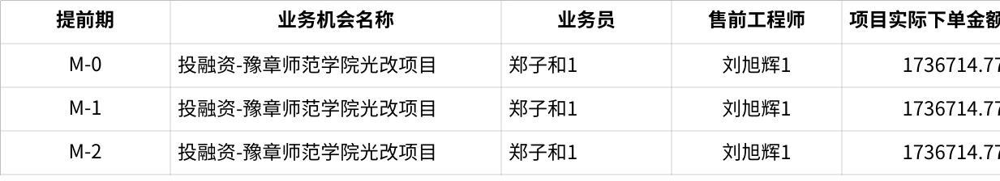 提前期 业务机会名称 业务员 售前工程师 项目实际下单金额
M-0 投融资-豫章师范学院光改项目 郑子和1 刘旭辉1 1736714.77
M-1 投融资-豫章师范学院光改项目 郑子和1 刘旭辉1 1736714.77
M-2 投融资-豫章师范学院光改项目 郑子和1 刘旭辉1 1736714.77